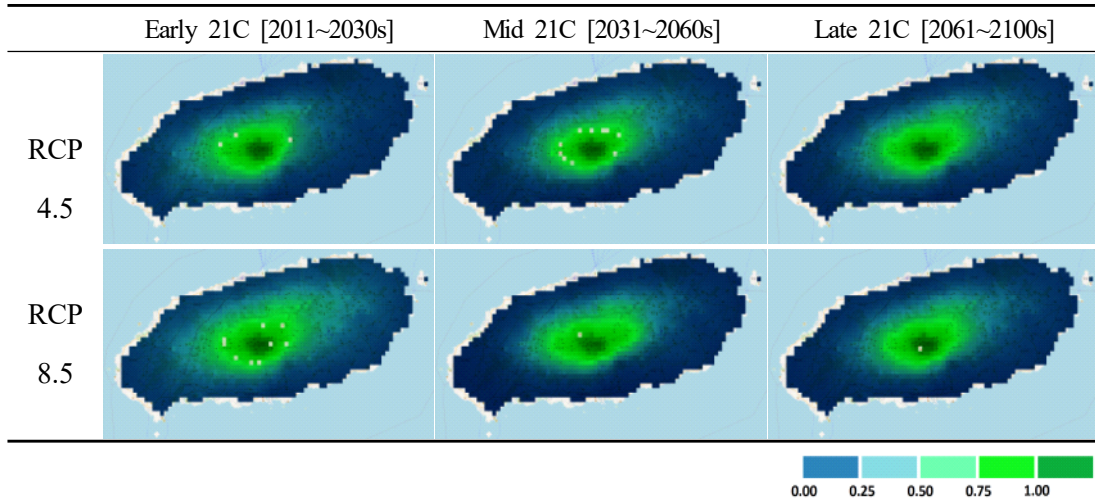 Early 21C [2011~2030s] Mid 21C [2031~2060s] Late 21C [2061~2100s]
RCP
4.5
RCP
8.5
0.00 0.25 0.50 0.75 1.00